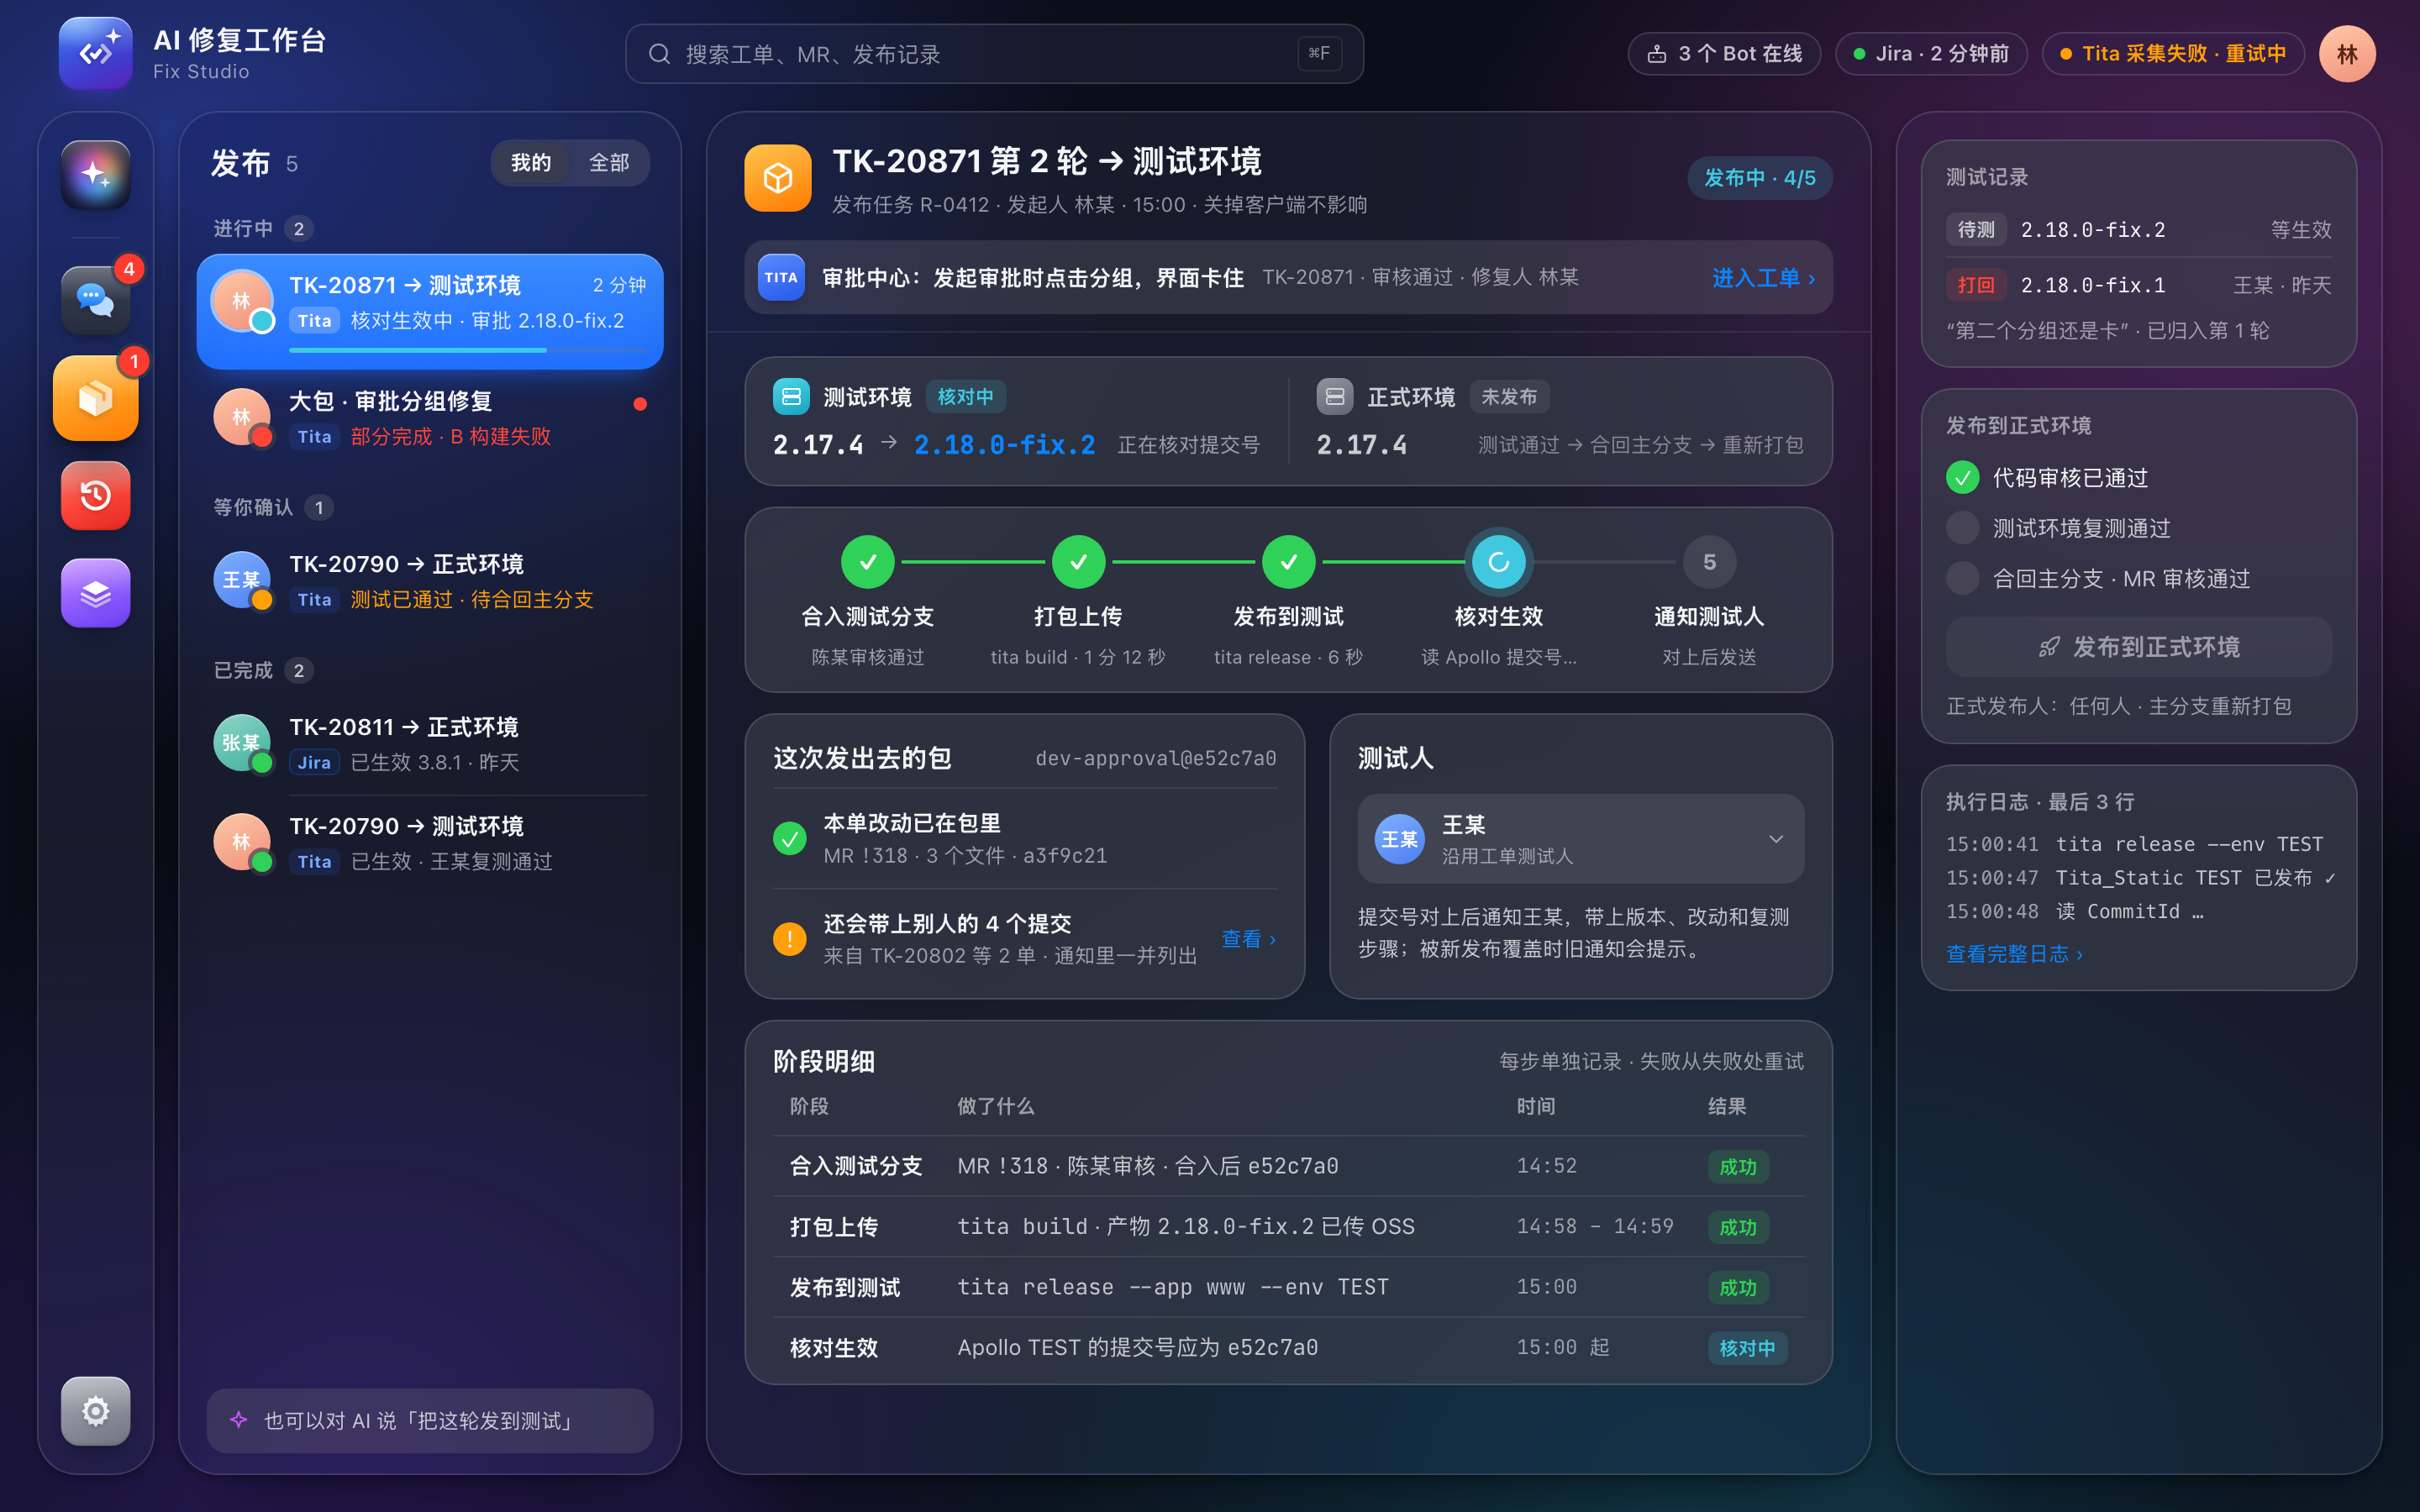 AI 修复工作台
Fix Studio
搜索工单、MR、发布记录
⌘F
3 个 Bot 在线
Jira · 2 分钟前
Tita 采集失败 · 重试中
林
4
1
发布 5
我的
全部
进行中 2
林
TK-20871 → 测试环境
2 分钟
Tita 核对生效中 · 审批 2.18.0-fix.2
林
大包 · 审批分组修复
Tita 部分完成 · B 构建失败
等你确认 1
王某
TK-20790 → 正式环境
Tita 测试已通过 · 待合回主分支
已完成 2
张某
TK-20811 → 正式环境
Jira 已生效 3.8.1 · 昨天
林
TK-20790 → 测试环境
Tita 已生效 · 王某复测通过
也可以对 AI 说「把这轮发到测试」
TK-20871 第 2 轮 → 测试环境
发布任务 R-0412 · 发起人 林某 · 15:00 · 关掉客户端不影响
发布中 · 4/5
TITA
审批中心：发起审批时点击分组，界面卡住
TK-20871 · 审核通过 · 修复人 林某
进入工单 ›
测试环境 核对中
2.17.4 → 2.18.0-fix.2 正在核对提交号
正式环境 未发布
2.17.4 测试通过 → 合回主分支 → 重新打包
5
合入测试分支
打包上传
发布到测试
核对生效
通知测试人
陈某审核通过
tita build · 1 分 12 秒
tita release · 6 秒
读 Apollo 提交号…
对上后发送
这次发出去的包
dev-approval@e52c7a0
本单改动已在包里
MR !318 · 3 个文件 · a3f9c21
还会带上别人的 4 个提交
来自 TK-20802 等 2 单 · 通知里一并列出
查看 ›
测试人
王某
王某
沿用工单测试人
提交号对上后通知王某，带上版本、改动和复测
步骤；被新发布覆盖时旧通知会提示。
阶段明细
每步单独记录 · 失败从失败处重试
阶段 做了什么 时间 结果
合入测试分支 MR !318 · 陈某审核 · 合入后 e52c7a0 14:52 成功
打包上传 tita build · 产物 2.18.0-fix.2 已传 OSS 14:58 – 14:59 成功
发布到测试 tita release --app www --env TEST 15:00 成功
核对生效 Apollo TEST 的提交号应为 e52c7a0 15:00 起 核对中
测试记录
待测 2.18.0-fix.2 等生效
打回 2.18.0-fix.1 王某 · 昨天
“第二个分组还是卡” · 已归入第 1 轮
发布到正式环境
代码审核已通过
测试环境复测通过
合回主分支 · MR 审核通过
发布到正式环境
正式发布人：任何人 · 主分支重新打包
执行日志 · 最后 3 行
15:00:41 tita release --env TEST
15:00:47 Tita_Static TEST 已发布 ✓
15:00:48 读 CommitId …
查看完整日志 ›